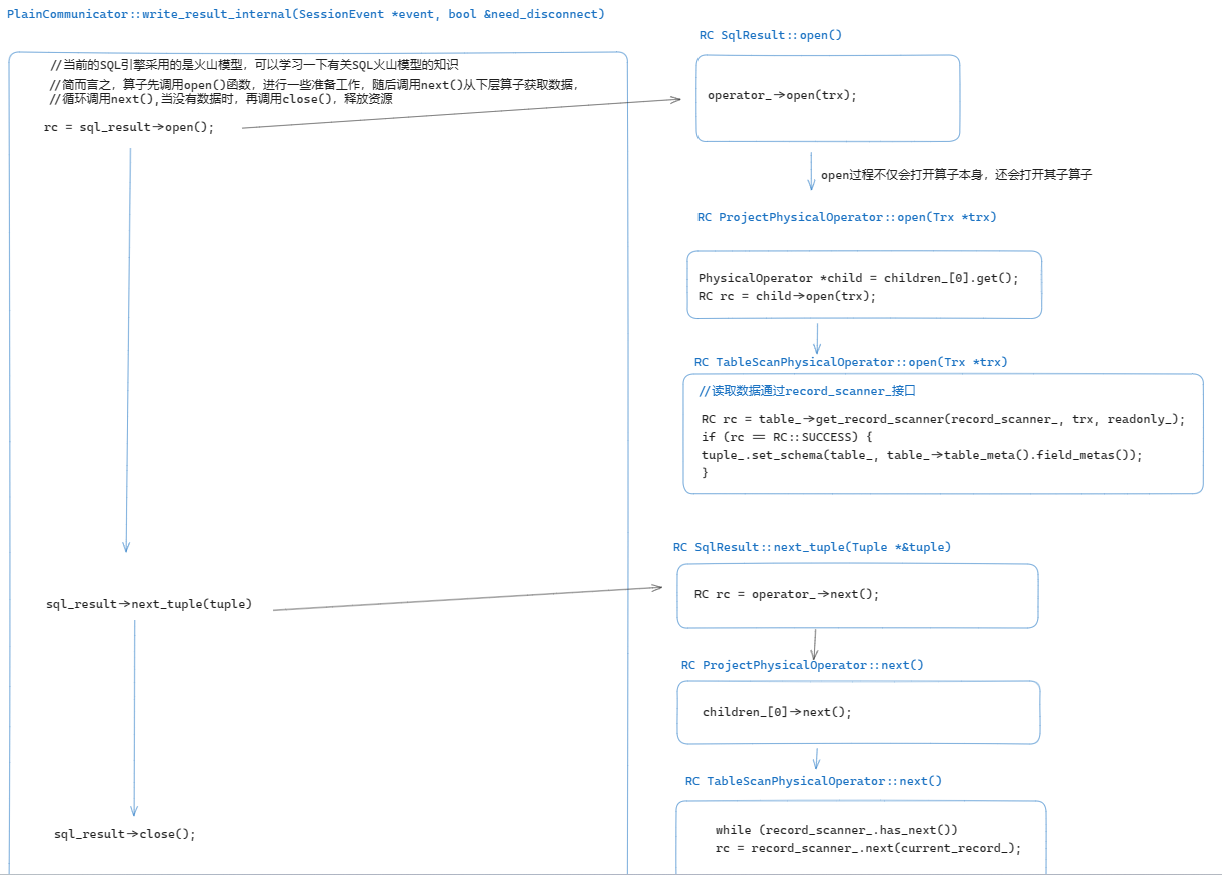 PlainCommunicator::write_result_internal(SessionEvent *event, bool &need_disconnect)
//当前的SQL引擎采用的是火山模型，可以学习一下有关SQL火山模型的知识
//简而言之，算子先调用open()函数，进行一些准备工作，随后调用next()从下层算子获取数据，
//循环调用next(),当没有数据时，再调用close()，释放资源
rc = sql_result->open();
sql_result->next_tuple(tuple)
sql_result->close();
RC SqlResult::open()
operator_->open(trx);
open过程不仅会打开算子本身，还会打开其子算子
RC ProjectPhysicalOperator::open(Trx *trx)
PhysicalOperator *child = children_[0].get();
RC rc = child->open(trx);
RC TableScanPhysicalOperator::open(Trx *trx)
//读取数据通过record_scanner_接口
RC rc = table_->get_record_scanner(record_scanner_, trx, readonly_);
if (rc == RC::SUCCESS) {
tuple_.set_schema(table_, table_->table_meta().field_metas());
}
RC SqlResult::next_tuple(Tuple *&tuple)
RC rc = operator_->next();
RC ProjectPhysicalOperator::next()
children_[0]->next();
RC TableScanPhysicalOperator::next()
while (record_scanner_.has_next())
rc = record_scanner_.next(current_record_);